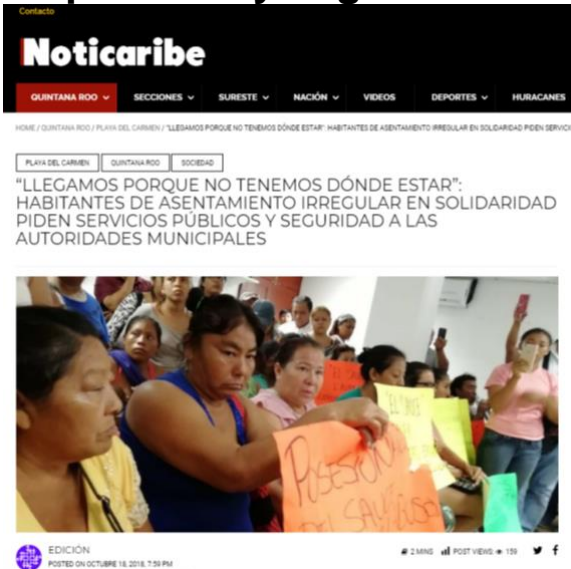 Contacto
Noticaribe
QUINTANA ROO SECCIONES SURESTE NACIÓN VIDEOS DEPORTES HURACANES
HOME / QUINTANA ROO / PLAYA DEL CARMEN / "LLEGAMOS PORQUE NO TENEMOS DÓNDE ESTAR": HABITANTES DE ASENTAMIENTO IRREGULAR EN SOLIDARIDAD PIDEN SERVICI
PLAYA DEL CARMEN QUINTANA ROO SOCIEDAD
"LLEGAMOS PORQUE NO TENEMOS DÓNDE ESTAR":
HABITANTES DE ASENTAMIENTO IRREGULAR EN SOLIDARIDAD
PIDEN SERVICIOS PÚBLICOS Y SEGURIDAD A LAS
AUTORIDADES MUNICIPALES
"EL
POSESION
DEL
EDICIÓN 2 MINS POST VIEWS 159
POSTED ON OCTUBRE 18, 2018, 7:59 PM